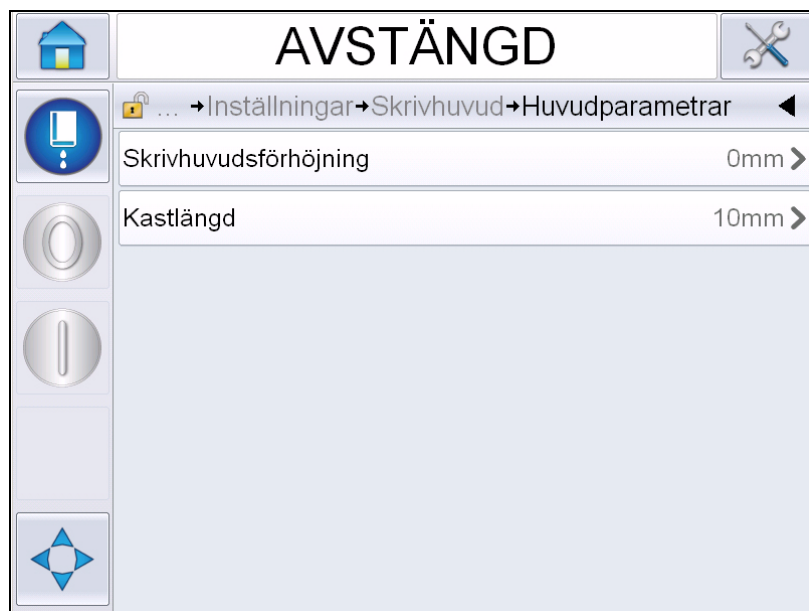 AVSTÄNGD
... →Inställningar→Skrivhuvud→Huvudparametrar
Skrivhuvudsförhöjning 0mm
Kastlängd 10mm